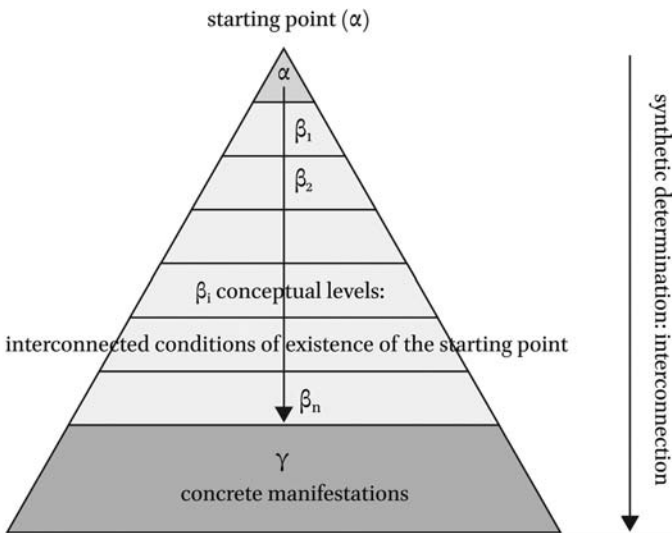 starting point (α)
α
β₁
β₂
βᵢ conceptual levels:
interconnected conditions of existence of the starting point
βₙ
γ
concrete manifestations
synthetic determination: interconnection